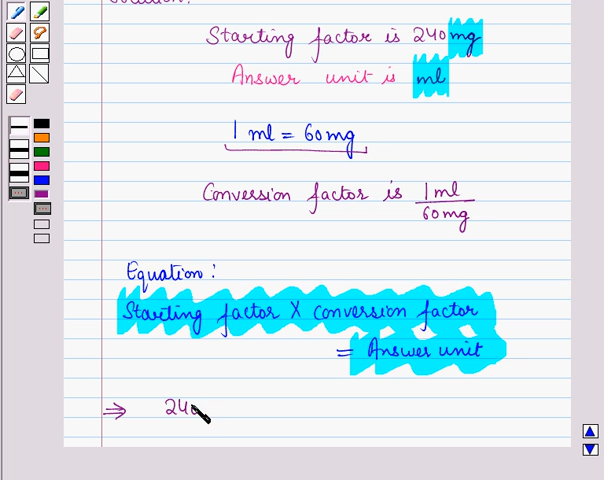 Solution:
Starting factor is 240 mg
Answer unit is ml
1 ml = 60 mg
Conversion factor is 1 ml / 60 mg
Equation:
Starting factor X conversion factor
= Answer unit
⇒ 240